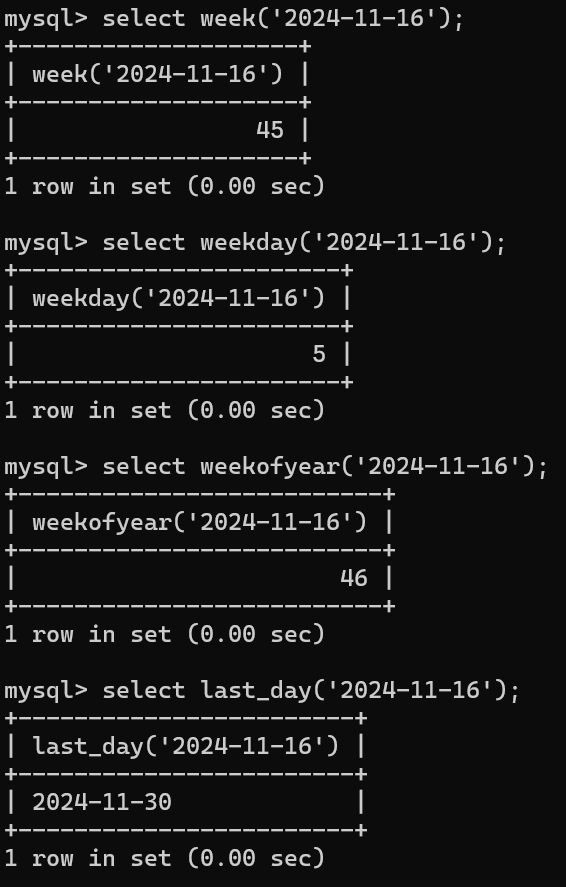 mysql> select week('2024-11-16');
+--------------------+
| week('2024-11-16') |
+--------------------+
|                 45 |
+--------------------+
1 row in set (0.00 sec)

mysql> select weekday('2024-11-16');
+-----------------------+
| weekday('2024-11-16') |
+-----------------------+
|                     5 |
+-----------------------+
1 row in set (0.00 sec)

mysql> select weekofyear('2024-11-16');
+--------------------------+
| weekofyear('2024-11-16') |
+--------------------------+
|                       46 |
+--------------------------+
1 row in set (0.00 sec)

mysql> select last_day('2024-11-16');
+------------------------+
| last_day('2024-11-16') |
+------------------------+
| 2024-11-30             |
+------------------------+
1 row in set (0.00 sec)